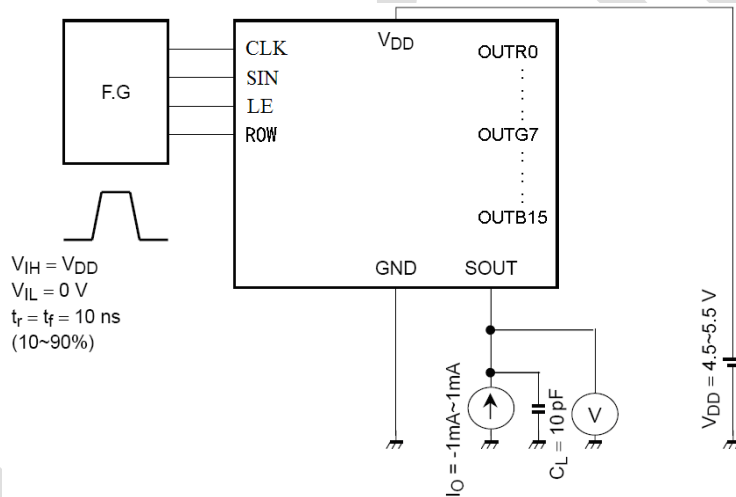 F.G
CLK
SIN
LE
ROW
VDD
OUTR0
OUTG7
OUTB15
GND
SOUT
VIH = VDD
VIL = 0 V
tr = tf = 10 ns
(10~90%)
IO = -1mA~1mA
CL = 10 pF
V
VDD = 4.5~5.5 V